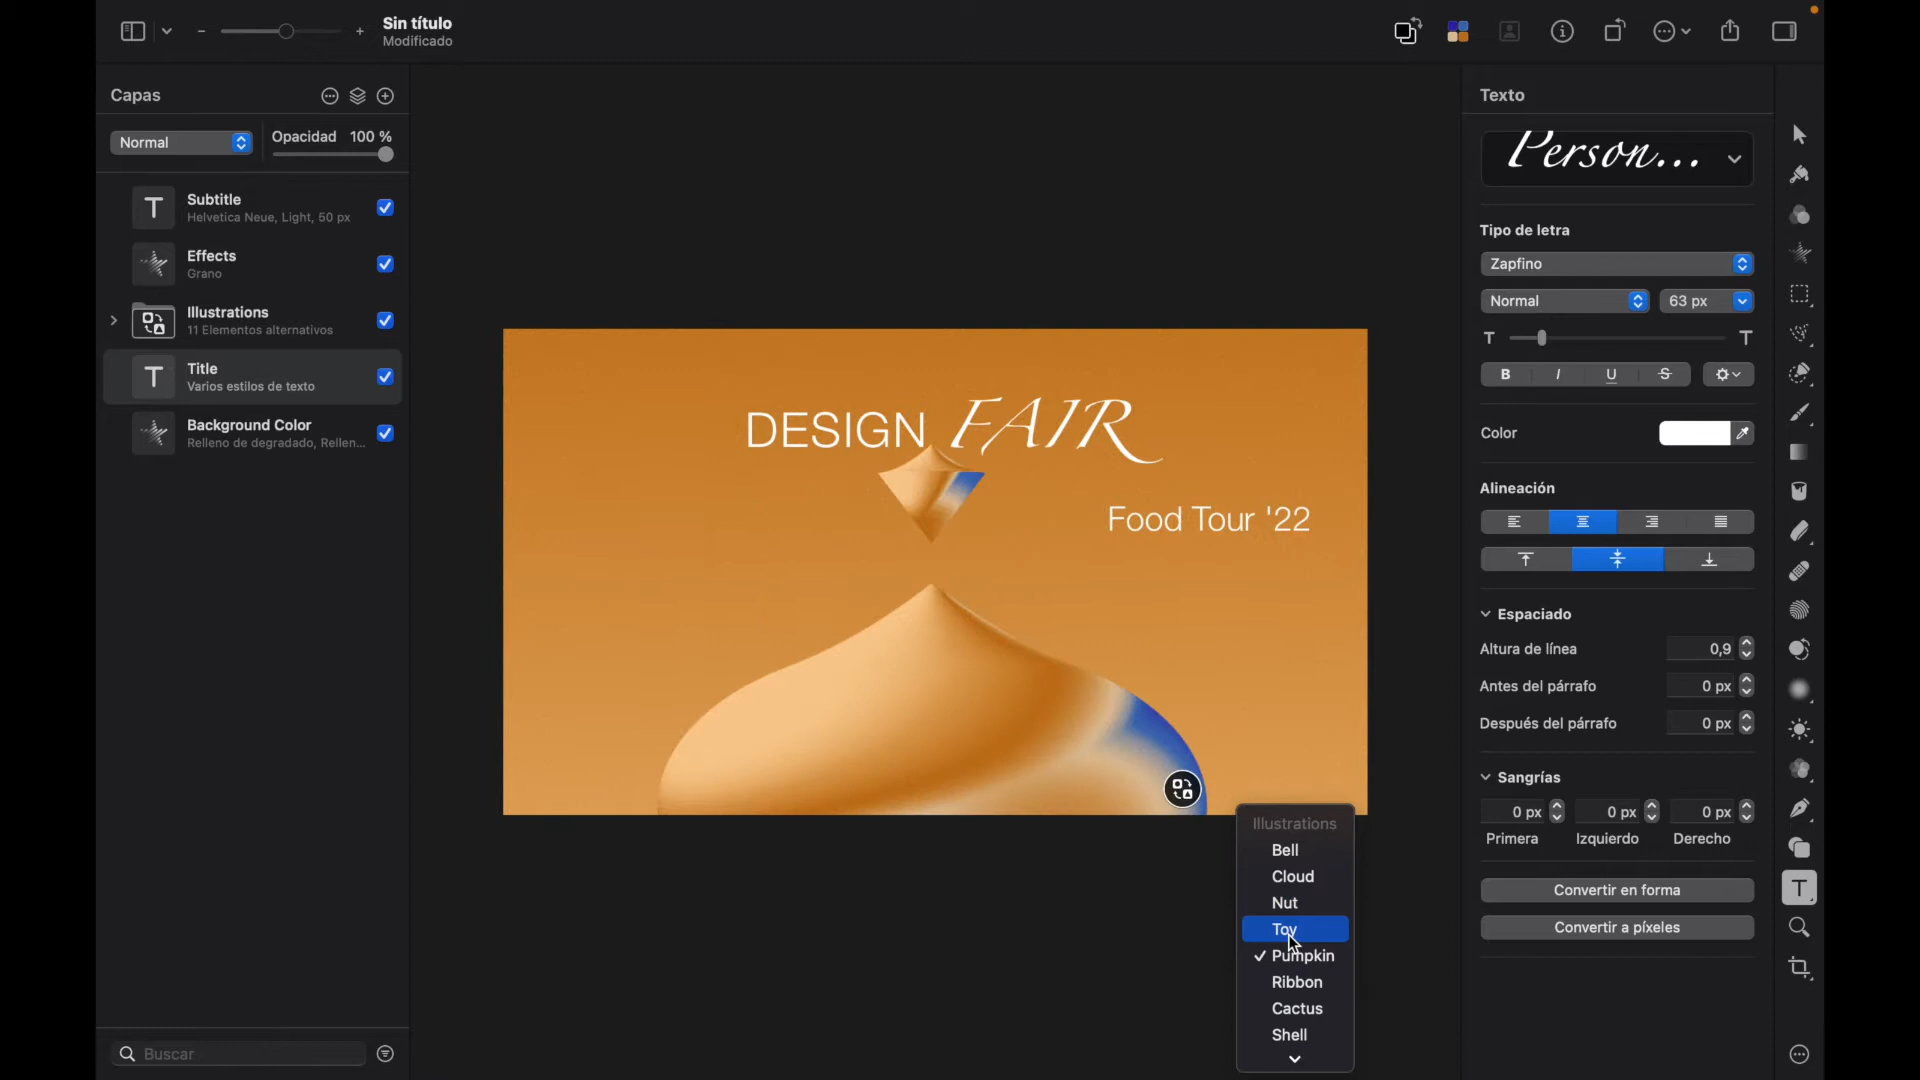 Sin título
Modificado
Capas
Normal
Opacidad 100 %
Subtitle
Helvetica Neue, Light, 50 px
Effects
Grano
Illustrations
11 Elementos alternativos
Title
Varios estilos de texto
Background Color
Relleno de degradado, Rellen...
Buscar
DESIGN FAIR
Food Tour '22
Illustrations
Bell
Cloud
Nut
Toy
✓ Pumpkin
Ribbon
Cactus
Shell
Texto
Person...
Tipo de letra
Zapfino
Normal
63 px
T T
B I U S
Color
Alineación
Espaciado
Altura de línea 0,9
Antes del párrafo 0 px
Después del párrafo 0 px
Sangrías
0 px 0 px 0 px
Primera Izquierdo Derecho
Convertir en forma
Convertir a píxeles